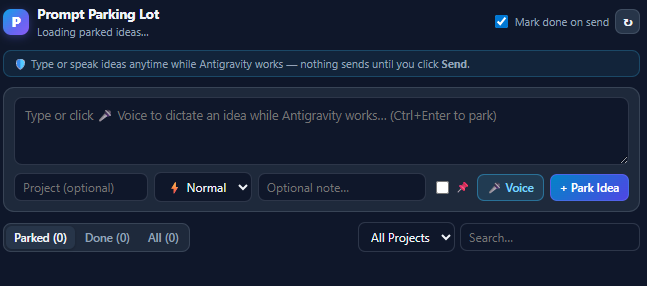 P
Prompt Parking Lot
Loading parked ideas...
Mark done on send
↻
🛡️ Type or speak ideas anytime while Antigravity works — nothing sends until you click Send.
Type or click 🎤 Voice to dictate an idea while Antigravity works... (Ctrl+Enter to park)
Project (optional)
⚡ Normal
Optional note...
📌
🎤 Voice
+ Park Idea
Parked (0)
Done (0)
All (0)
All Projects
Search...